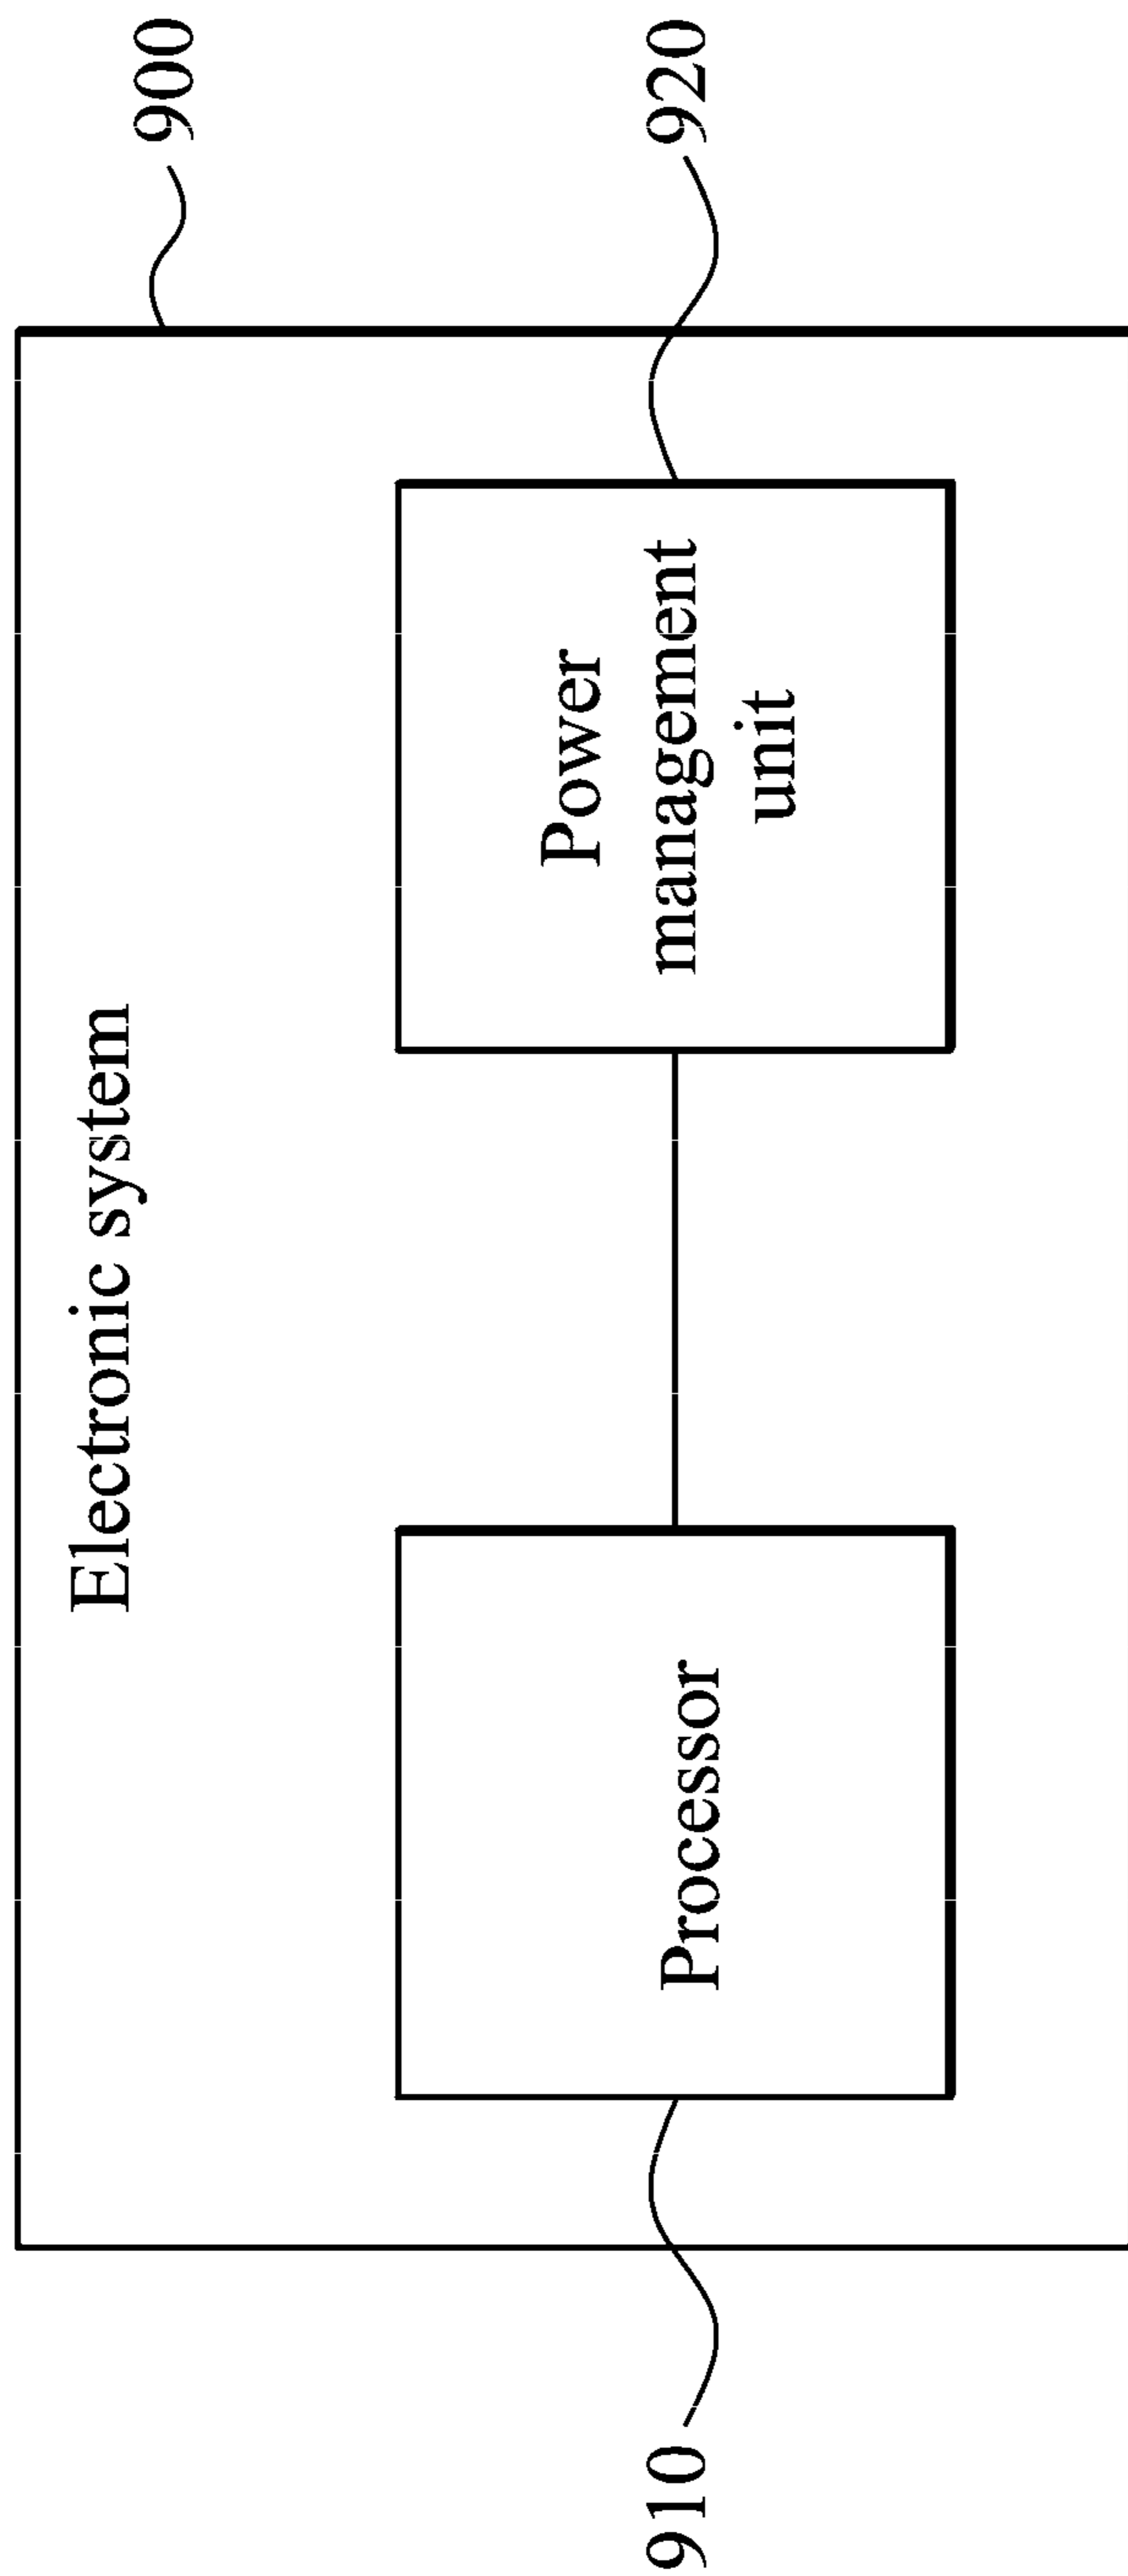 Electronic system
900
Processor
Power
management
unit
910
920